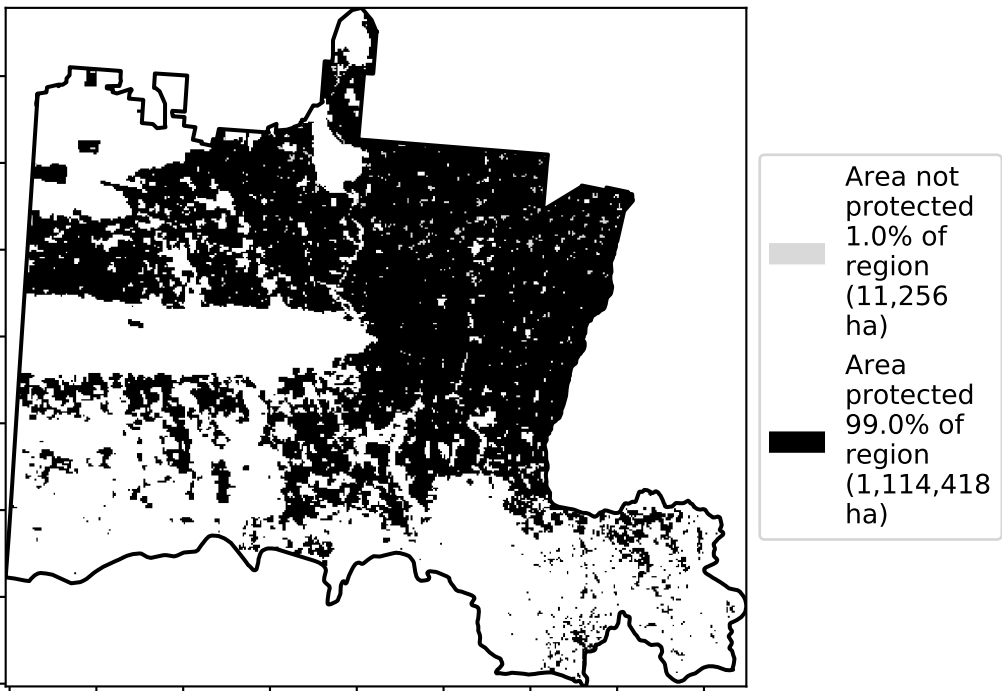 Area not
protected
1.0% of
region
(11,256
ha)
Area
protected
99.0% of
region
(1,114,418
ha)